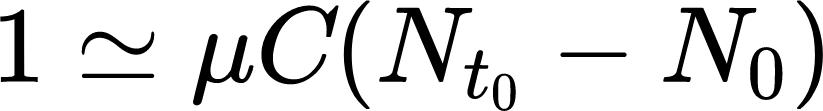 1 ≃ μC(N_{t_0} − N_0)